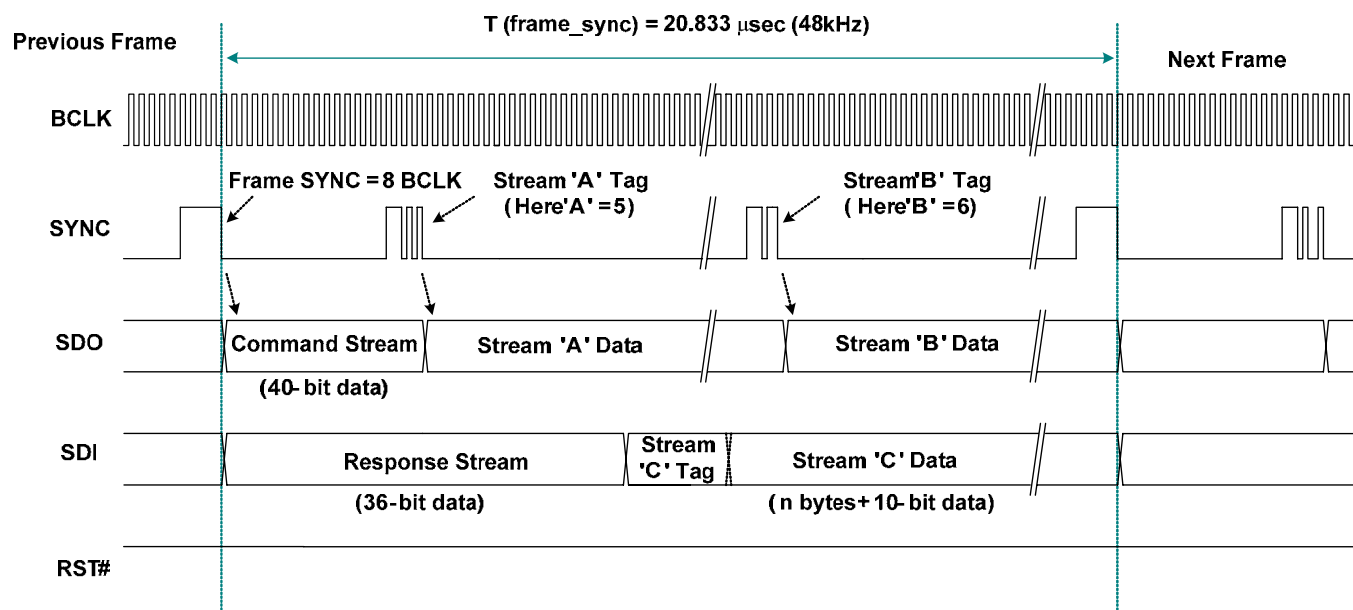 T (frame_sync) = 20.833 μsec (48kHz)
Previous Frame
Next Frame
BCLK
Frame SYNC = 8 BCLK
Stream 'A' Tag
(Here 'A' = 5)
Stream 'B' Tag
( Here 'B' = 6)
SYNC
SDO
Command Stream
Stream 'A' Data
Stream 'B' Data
(40-bit data)
SDI
Response Stream
Stream
'C' Tag
Stream 'C' Data
(36-bit data)
(n bytes+10-bit data)
RST#